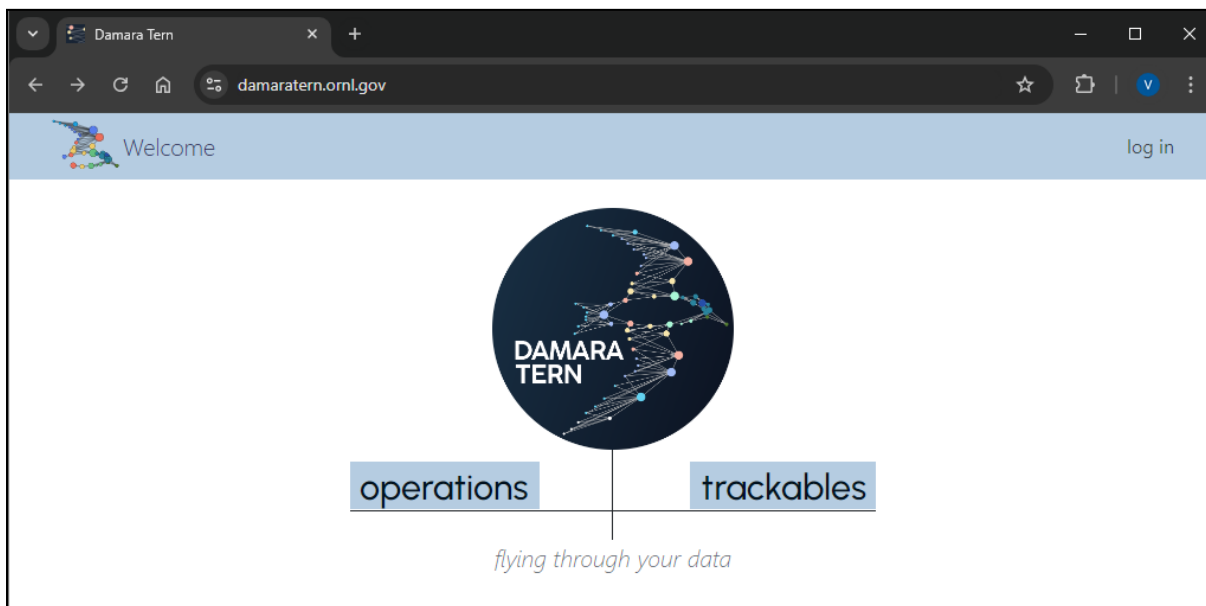 Damara Tern
damaratern.ornl.gov
V
Welcome
log in
DAMARA
TERN
operations
trackables
flying through your data